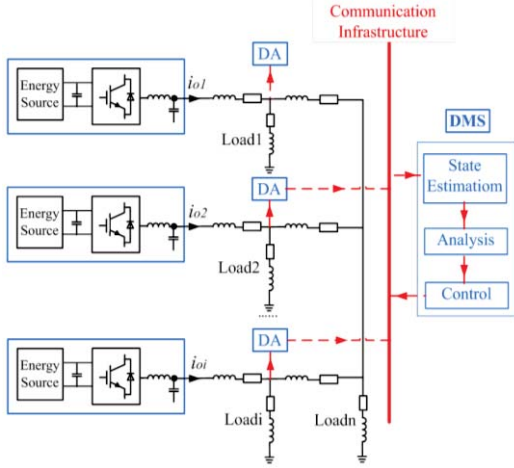 Communication
Infrastructure
Energy
Source
io1
DA
Load1
DMS
State
Estimatiom
Analysis
Control
Energy
Source
io2
DA
Load2
......
Energy
Source
ioi
DA
Loadi
Loadn